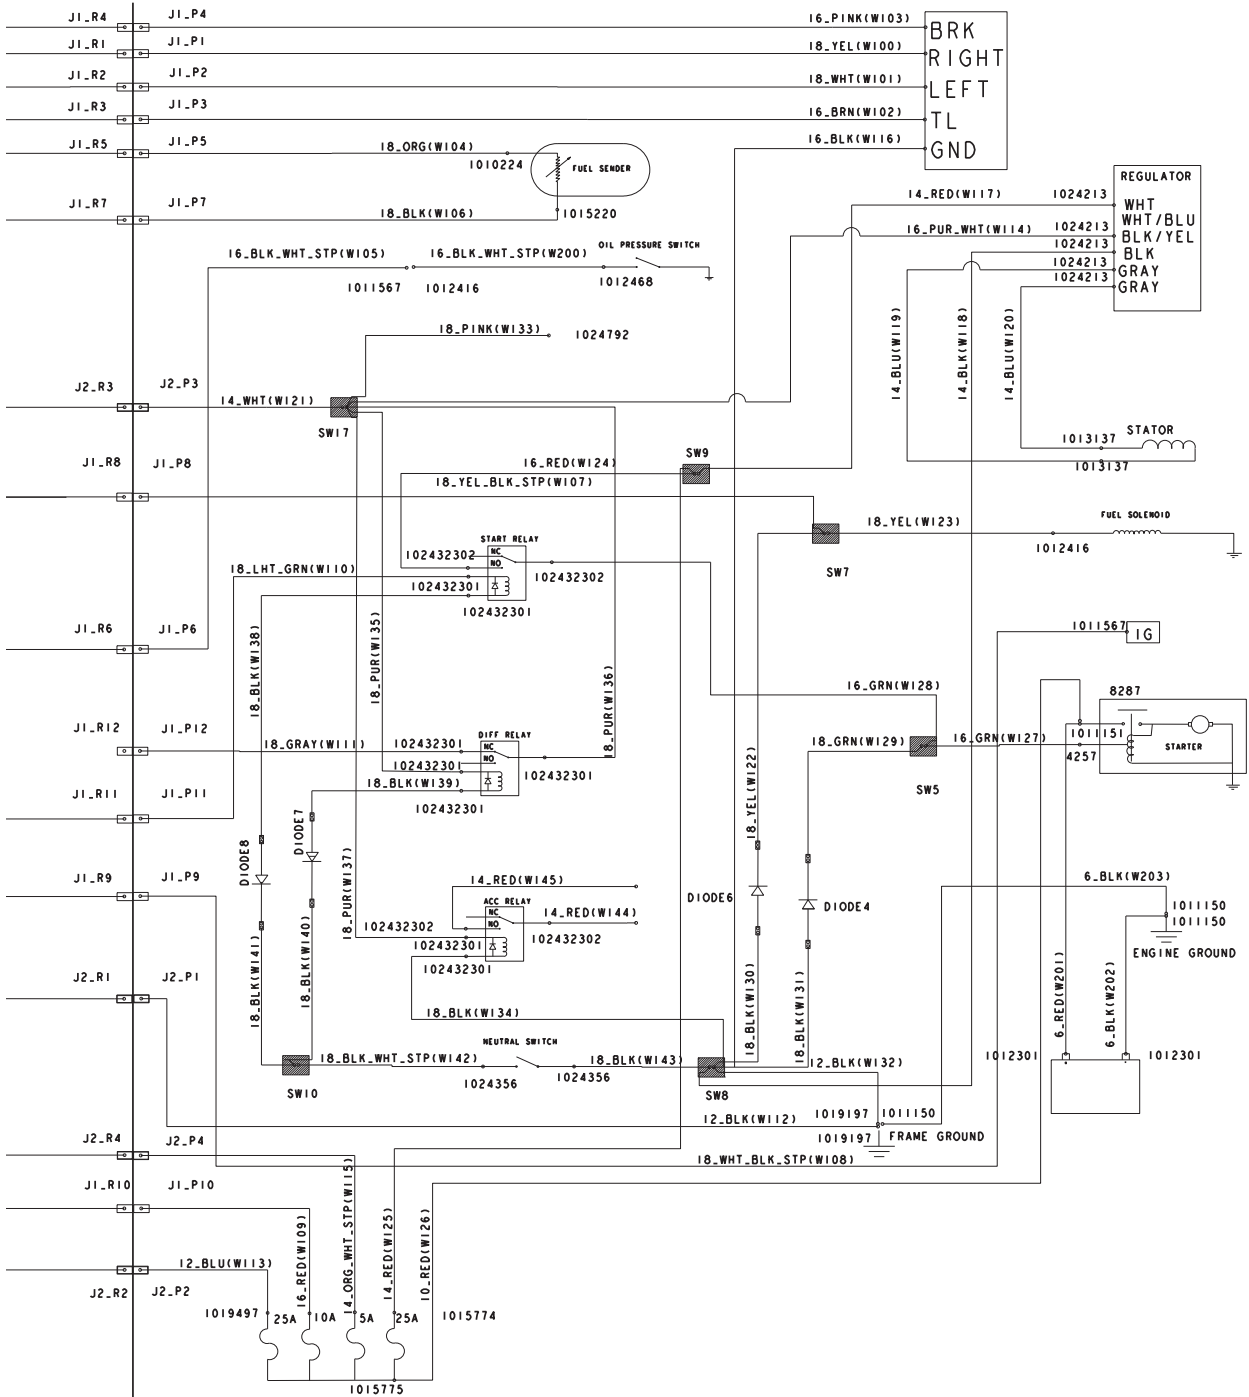 J1_R4
J1_P4
16_PINK(W103)
BRK
J1_R1
J1_P1
18_YEL(W100)
RIGHT
J1_R2
J1_P2
18_WHT(W101)
LEFT
J1_R3
J1_P3
16_BRN(W102)
TL
J1_R5
J1_P5
18_ORG(W104)
1010224
FUEL SENDER
16_BLK(W116)
GND
REGULATOR
J1_R7
J1_P7
18_BLK(W106)
1015220
14_RED(W117)
1024213
WHT
WHT/BLU
16_PUR_WHT(W114)
1024213
BLK/YEL
1024213
BLK
1024213
GRAY
1024213
GRAY
16_BLK_WHT_STP(W105)
16_BLK_WHT_STP(W200)
OIL PRESSURE SWITCH
1011567
1012416
1012468
18_PINK(W133)
1024792
14_BLU(W119)
14_BLK(W118)
14_BLU(W120)
J2_R3
J2_P3
14_WHT(W121)
SW17
1013137
STATOR
1013137
J1_R8
J1_P8
16_RED(W124)
SW9
18_YEL_BLK_STP(W107)
18_YEL(W123)
FUEL SOLENOID
1012416
SW7
START RELAY
102432302
NC
NO
102432302
18_LHT_GRN(W110)
102432301
102432301
J1_R6
J1_P6
18_BLK(W138)
18_PUR(W135)
18_PUR(W136)
1011567
IG
16_GRN(W128)
8287
J1_R12
J1_P12
18_GRAY(W111)
DIFF RELAY
102432301
NC
NO
102432301
102432301
18_BLK(W139)
102432301
18_GRN(W129)
16_GRN(W127)
1011151
4257
STARTER
SW5
J1_R11
J1_P11
DIODE8
DIODE7
18_YEL(W122)
J1_R9
J1_P9
18_PUR(W137)
14_RED(W145)
ACC RELAY
NC
NO
14_RED(W144)
102432302
102432301
102432302
102432301
DIODE6
DIODE4
6_BLK(W203)
1011150
1011150
ENGINE GROUND
J2_R1
J2_P1
18_BLK(W141)
18_BLK(W140)
18_BLK(W134)
18_BLK(W130)
18_BLK(W131)
6_RED(W201)
6_BLK(W202)
NEUTRAL SWITCH
18_BLK_WHT_STP(W142)
18_BLK(W143)
12_BLK(W132)
1012301
1012301
1024356
1024356
SW10
SW8
12_BLK(W112)
1019197
1011150
1019197
FRAME GROUND
J2_R4
J2_P4
18_WHT_BLK_STP(W108)
J1_R10
J1_P10
16_RED(W109)
14_ORG_WHT_STP(W115)
14_RED(W125)
10_RED(W126)
12_BLU(W113)
J2_R2
J2_P2
1019497
25A
10A
5A
25A
1015774
1015775